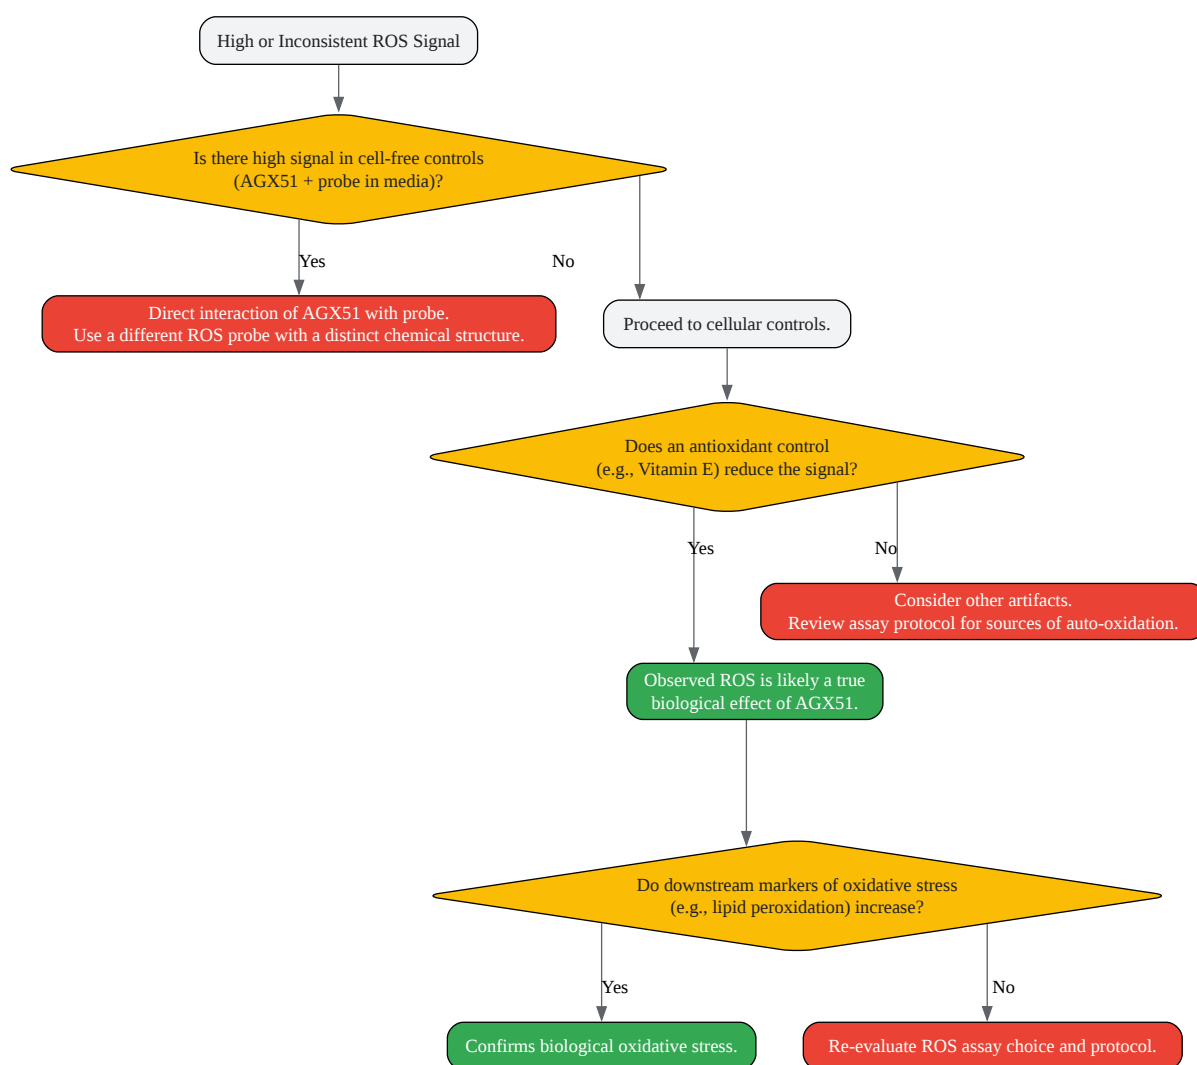 High or Inconsistent ROS Signal
Is there high signal in cell-free controls
(AGX51 + probe in media)?
Yes
No
Direct interaction of AGX51 with probe.
Use a different ROS probe with a distinct chemical structure.
Proceed to cellular controls.
Does an antioxidant control
(e.g., Vitamin E) reduce the signal?
Yes
No
Consider other artifacts.
Review assay protocol for sources of auto-oxidation.
Observed ROS is likely a true
biological effect of AGX51.
Do downstream markers of oxidative stress
(e.g., lipid peroxidation) increase?
Yes
No
Confirms biological oxidative stress.
Re-evaluate ROS assay choice and protocol.